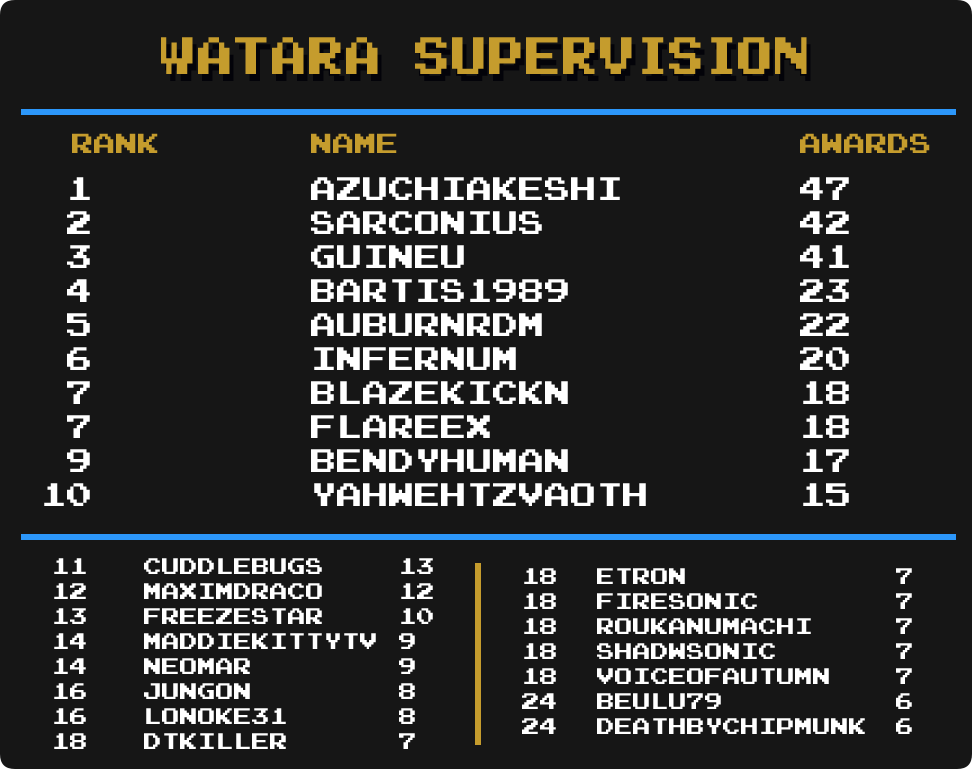 WATARA SUPERVISION
RANK NAME AWARDS
1 AZUCHIAKESHI 47
2 SARCONIUS 42
3 GUINEU 41
4 BARTIS1989 23
5 AUBURNRDM 22
6 INFERNUM 20
7 BLAZEKICKN 18
7 FLAREEX 18
9 BENDYHUMAN 17
10 YAHWEHTZVAOTH 15
11 CUDDLEBUGS 13
12 MAXIMDRACO 12
13 FREEZESTAR 10
14 MADDIEKITTYTV 9
14 NEOMAR 9
16 JUNGON 8
16 LONOKE31 8
18 DTKILLER 7
18 ETRON 7
18 FIRESONIC 7
18 ROUKANUMACHI 7
18 SHADWSONIC 7
18 VOICEOFAUTUMN 7
24 BEULU79 6
24 DEATHBYCHIPMUNK 6